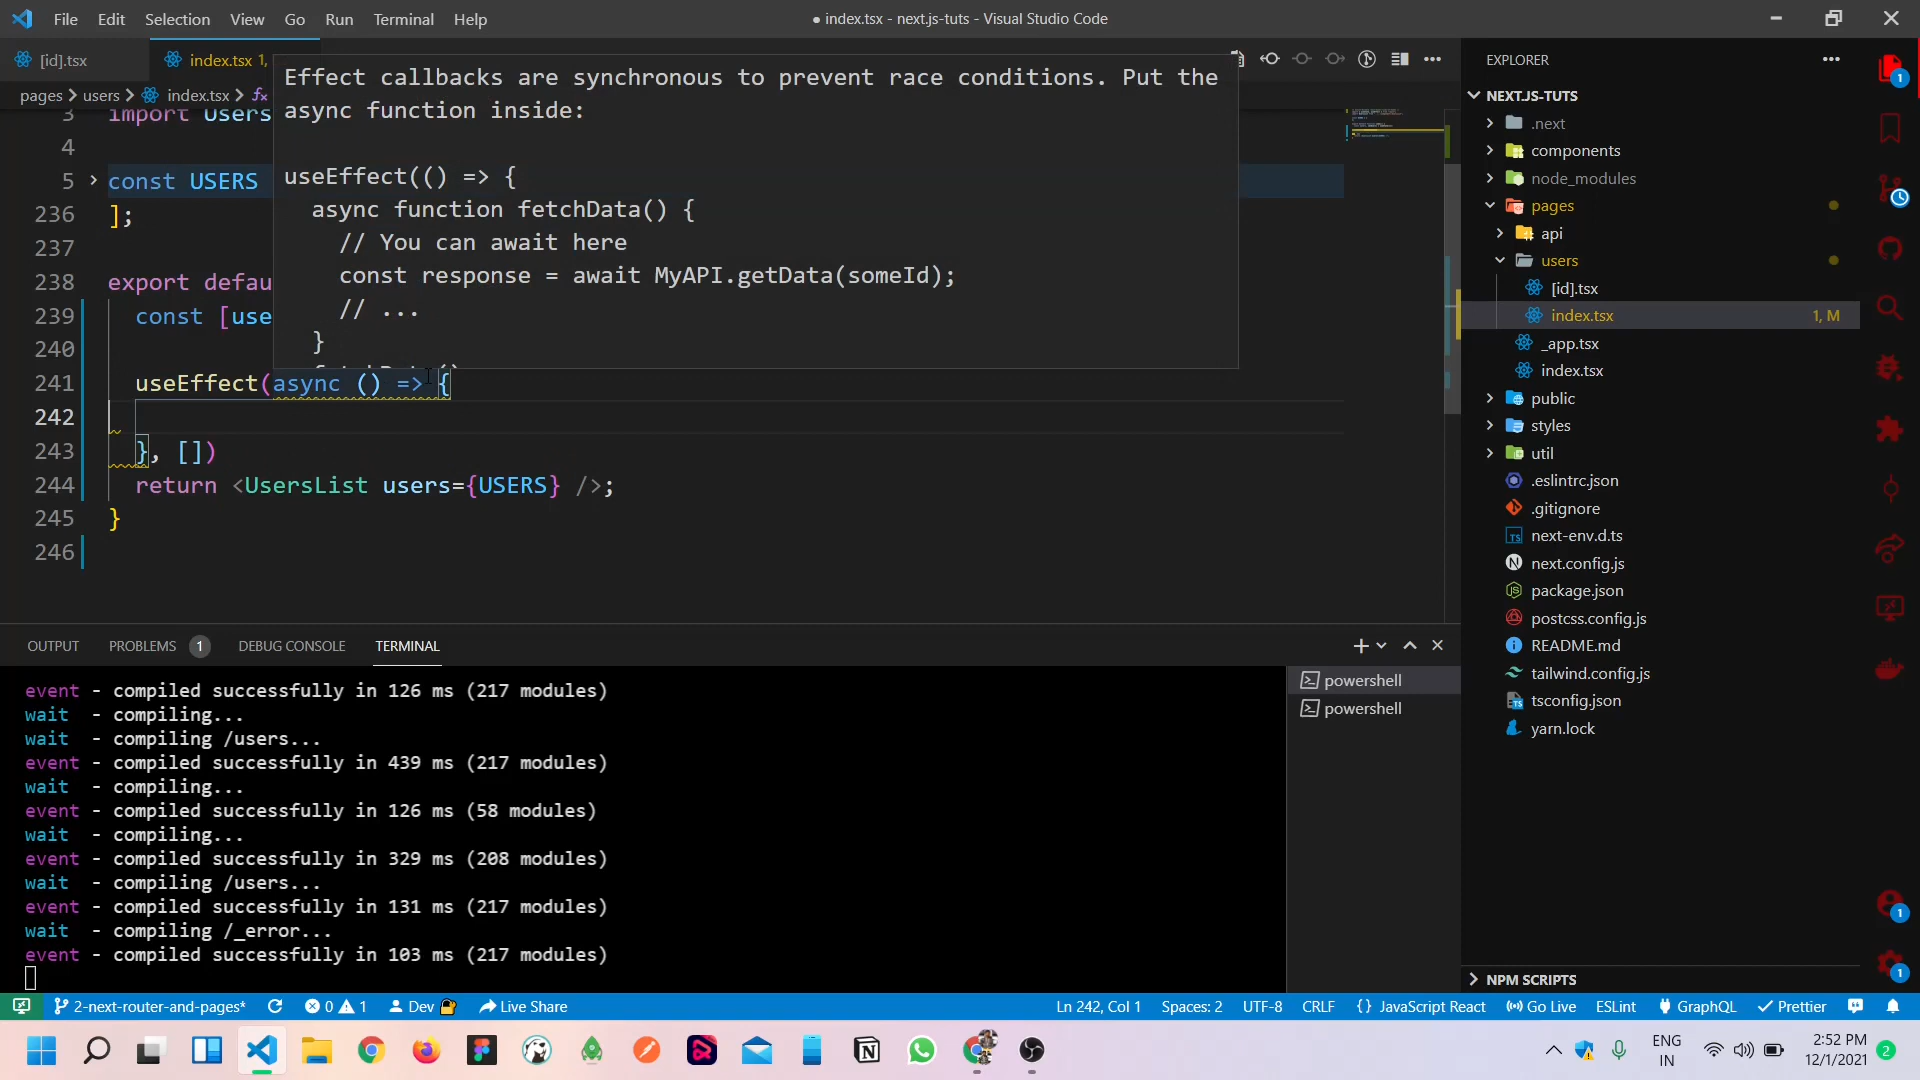 File Edit Selection View Go Run Terminal Help
● index.tsx - next.js-tuts - Visual Studio Code
[id].tsx
index.tsx 1,
pages > users > index.tsx >
Effect callbacks are synchronous to prevent race conditions. Put the
async function inside:
useEffect(() => {
async function fetchData() {
// You can await here
const response = await MyAPI.getData(someId);
// ...
}
3 import Users
4
5 const USERS
236 ];
237
238 export defau
239 const [use
240
241 useEffect(async () => {
242
243 }, [])
244 return <UsersList users={USERS} />;
245 }
246
OUTPUT PROBLEMS 1 DEBUG CONSOLE TERMINAL
event - compiled successfully in 126 ms (217 modules)
wait - compiling...
wait - compiling /users...
event - compiled successfully in 439 ms (217 modules)
wait - compiling...
event - compiled successfully in 126 ms (58 modules)
wait - compiling...
event - compiled successfully in 329 ms (208 modules)
wait - compiling /users...
event - compiled successfully in 131 ms (217 modules)
wait - compiling /_error...
event - compiled successfully in 103 ms (217 modules)
powershell
powershell
EXPLORER
NEXT.JS-TUTS
.next
components
node_modules
pages
api
users
[id].tsx
index.tsx 1, M
_app.tsx
index.tsx
public
styles
util
.eslintrc.json
.gitignore
next-env.d.ts
next.config.js
package.json
postcss.config.js
README.md
tailwind.config.js
tsconfig.json
yarn.lock
NPM SCRIPTS
1
1
1
2-next-router-and-pages* 0 1 Dev Live Share
Ln 242, Col 1 Spaces: 2 UTF-8 CRLF { } JavaScript React Go Live ESLint GraphQL Prettier
ENG
IN
2:52 PM
12/1/2021
2